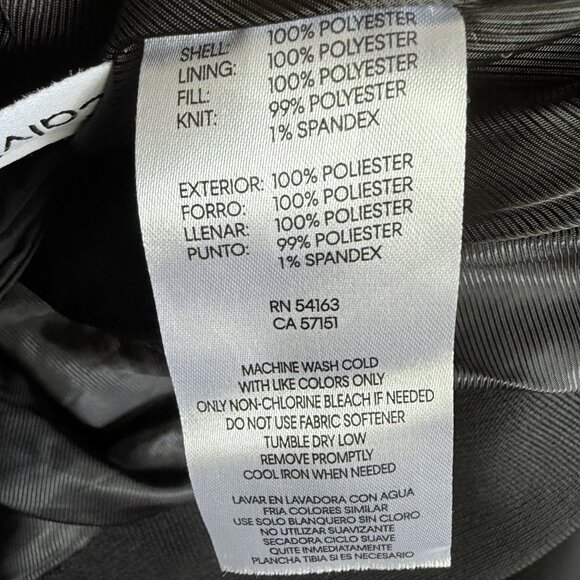 SHELL: 100% POLYESTER
LINING: 100% POLYESTER
FILL: 100% POLYESTER
KNIT: 99% POLYESTER
1% SPANDEX
EXTERIOR: 100% POLIESTER
FORRO: 100% POLIESTER
LLENAR: 100% POLIESTER
PUNTO: 99% POLIESTER
1% SPANDEX
RN 54163
CA 57151
MACHINE WASH COLD
WITH LIKE COLORS ONLY
ONLY NON-CHLORINE BLEACH IF NEEDED
DO NOT USE FABRIC SOFTENER
TUMBLE DRY LOW
REMOVE PROMPTLY
COOL IRON WHEN NEEDED
LAVAR EN LAVADORA CON AGUA
FRIA COLORES SIMILAR
USE SOLO BLANQUERO SIN CLORO
NO UTILIZAR SUAVIZANTE
SECADORA CICLO SUAVE
QUITE INMEDIATAMENTE
PLANCHA TIBIA SI ES NECESARIO